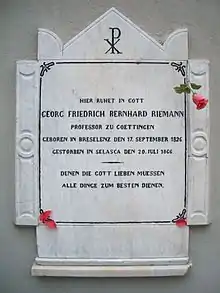 HIER RUHET IN GOTT
GEORG FRIEDRICH BERNHARD RIEMANN
PROFESSOR ZU GOETTINGEN
GEBOREN IN BRESELENZ DEN 17. SEPTEMBER 1826
GESTORBEN IN SELASCA DEN 20. JULI 1866
DENEN DIE GOTT LIEBEN MUESSEN
ALLE DINGE ZUM BESTEN DIENEN.